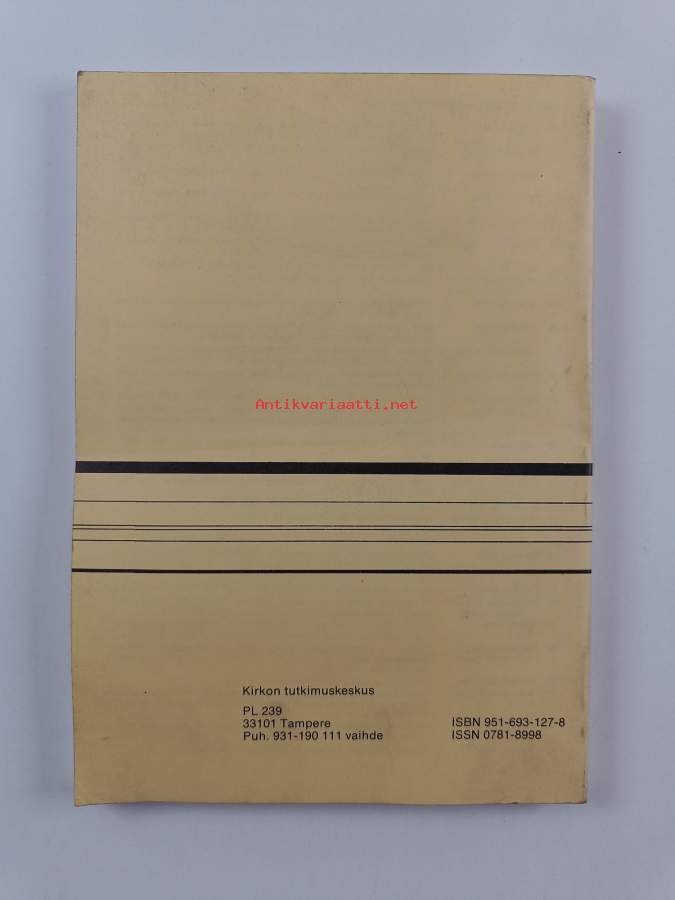 Antikvariaatti.net
Kirkon tutkimuskeskus
PL 239
33101 Tampere
Puh. 931-190 111 vaihde
ISBN 951-693-127-8
ISSN 0781-8998